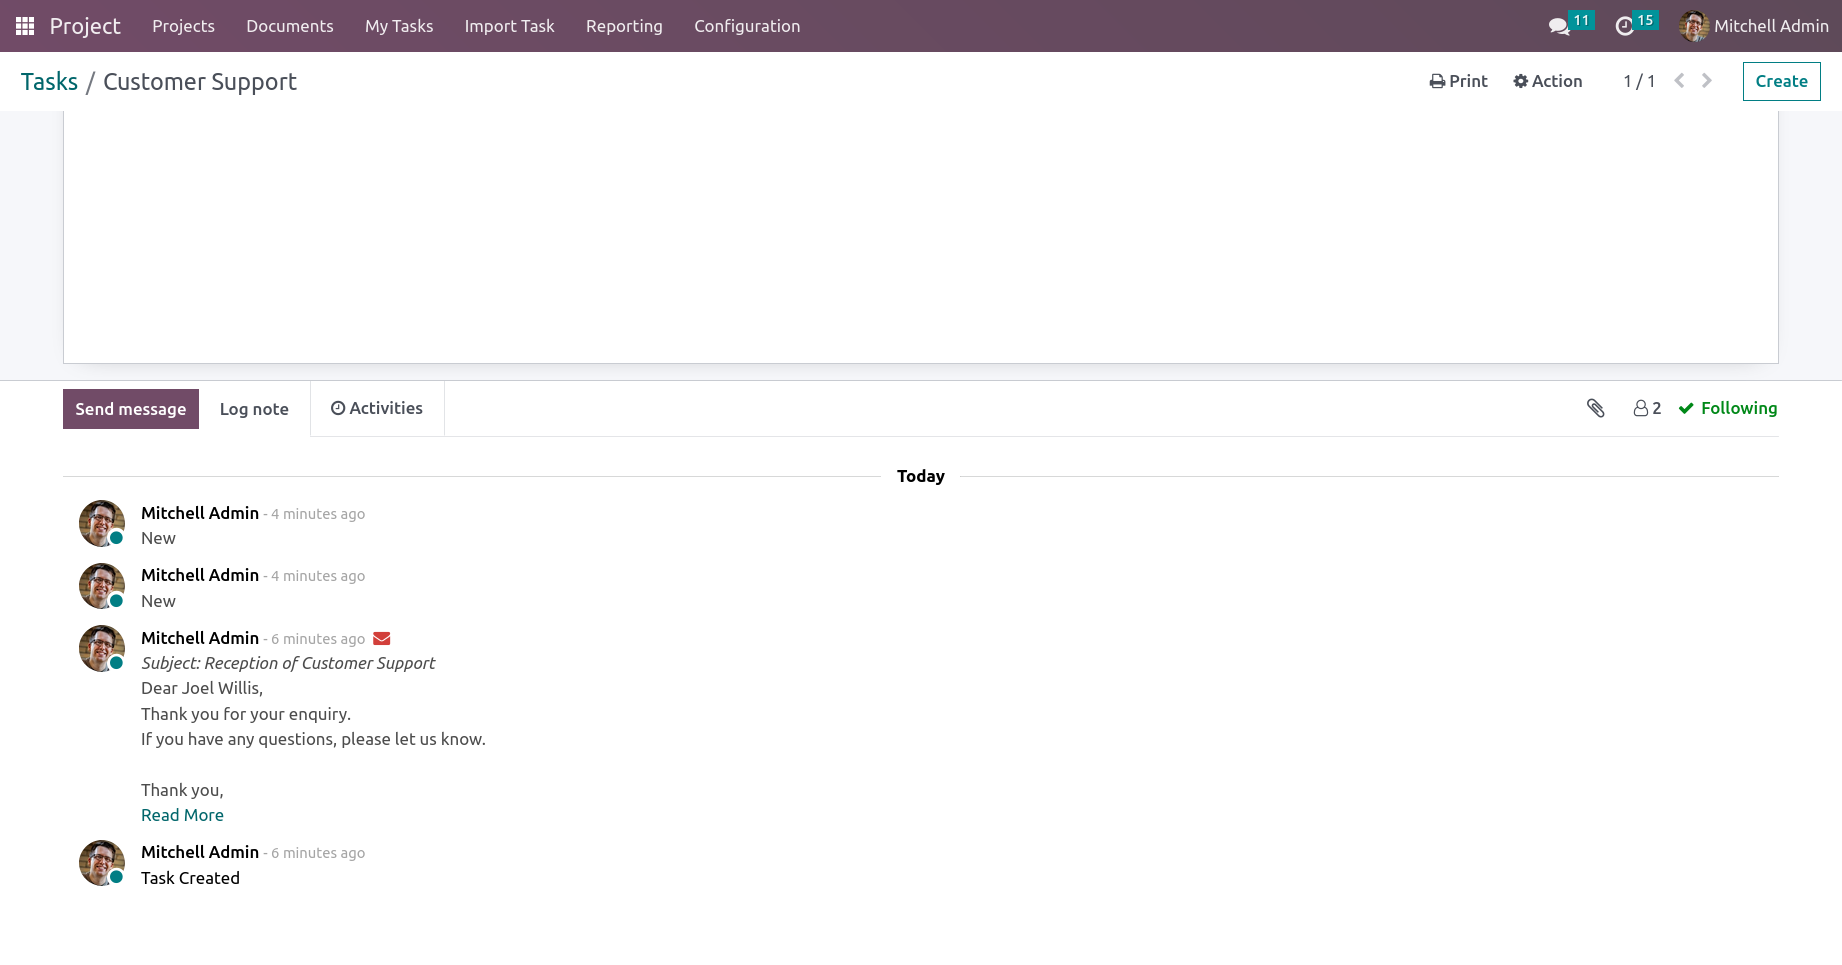 Project Projects Documents My Tasks Import Task Reporting Configuration 11 15 Mitchell Admin
Tasks / Customer Support Print Action 1 / 1 Create
Send message Log note Activities 2 Following
Today
Mitchell Admin - 4 minutes ago
New
Mitchell Admin - 4 minutes ago
New
Mitchell Admin - 6 minutes ago
Subject: Reception of Customer Support
Dear Joel Willis,
Thank you for your enquiry.
If you have any questions, please let us know.
Thank you,
Read More
Mitchell Admin - 6 minutes ago
Task Created